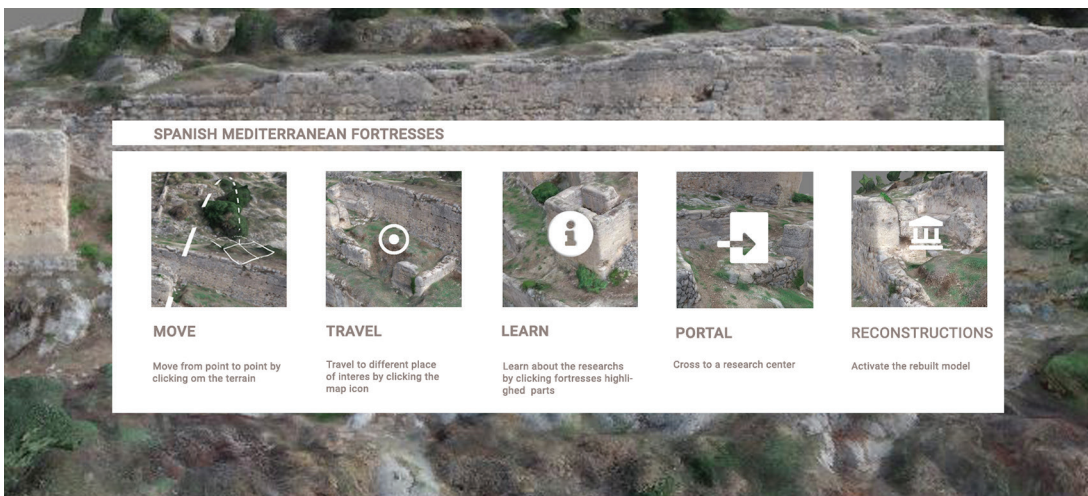 SPANISH MEDITERRANEAN FORTRESSES
MOVE
Move from point to point by
clicking om the terrain
TRAVEL
Travel to different place
of interes by clicking the
map icon
LEARN
Learn about the researchs
by clicking fortresses highli-
ghed parts
PORTAL
Cross to a research center
RECONSTRUCTIONS
Activate the rebuilt model